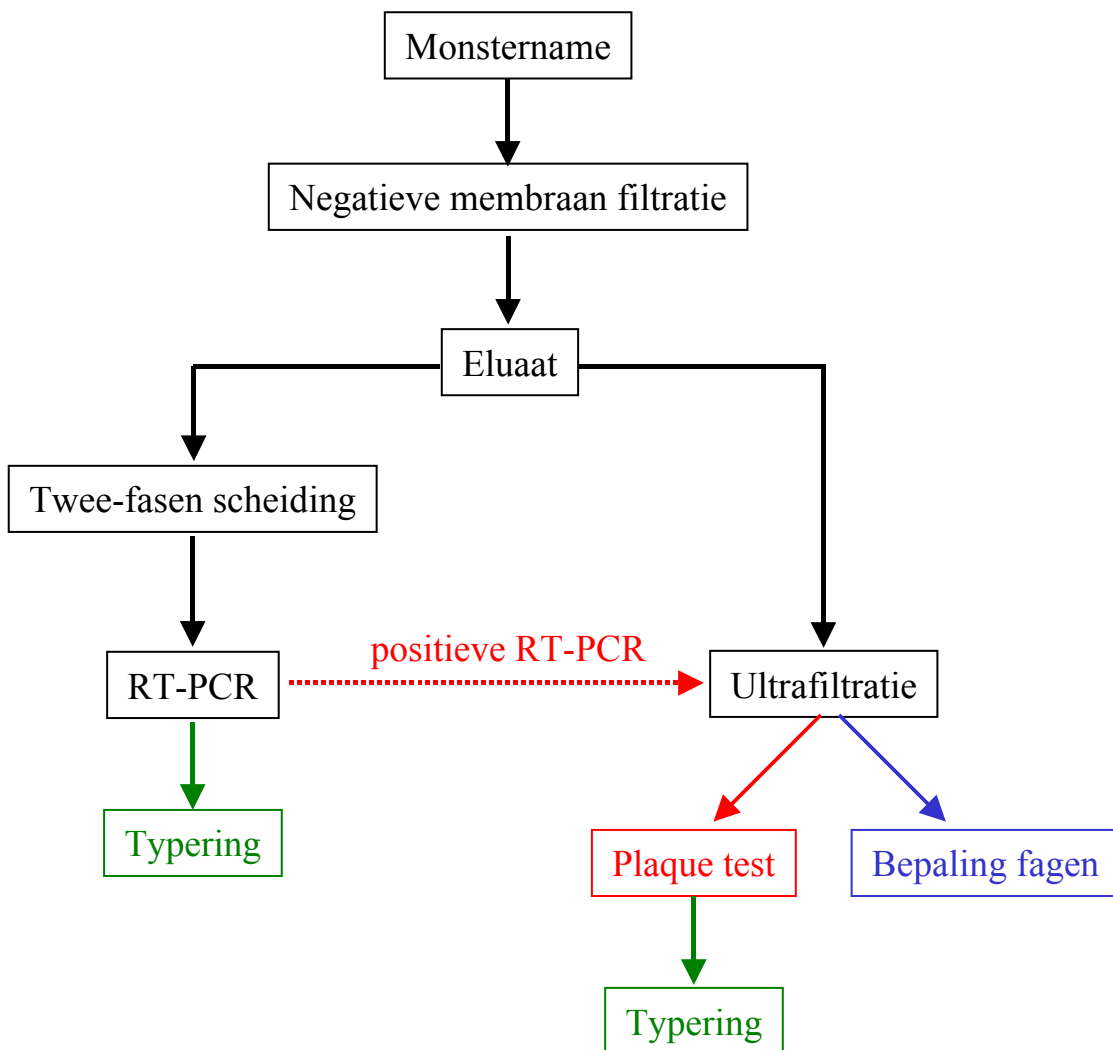 Monstername
Negatieve membraan filtratie
Eluaat
Twee-fasen scheiding
positieve RT-PCR
RT-PCR
Ultrafiltratie
Typering
Plaque test
Bepaling fagen
Typering